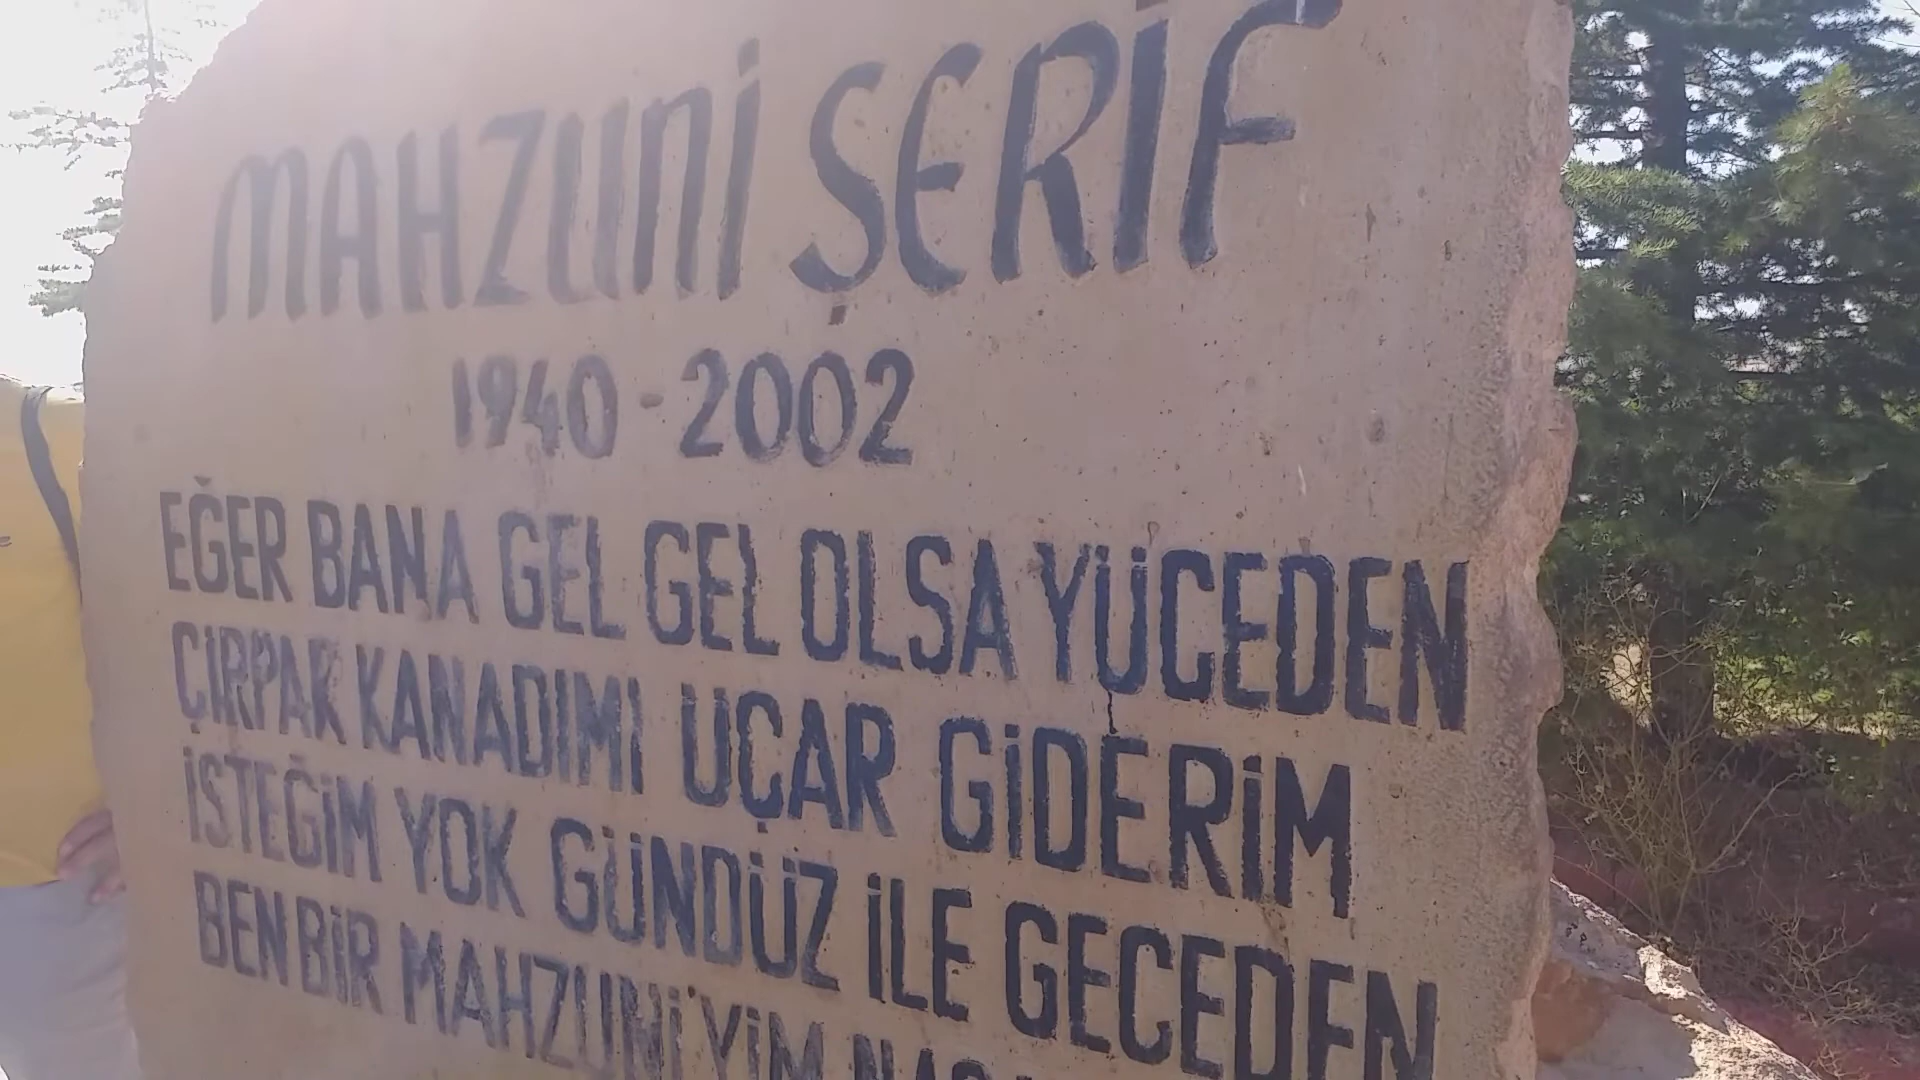 MAHZUNİ ŞERİF
1940-2002
EĞER BANA GEL GEL OLSA YÜCEDEN
ÇIRPAR KANADIMI UÇAR GİDERİM
İSTEĞİM YOK GÜNDÜZ İLE GECEDEN
BEN BİR MAHZUNİ'YİM